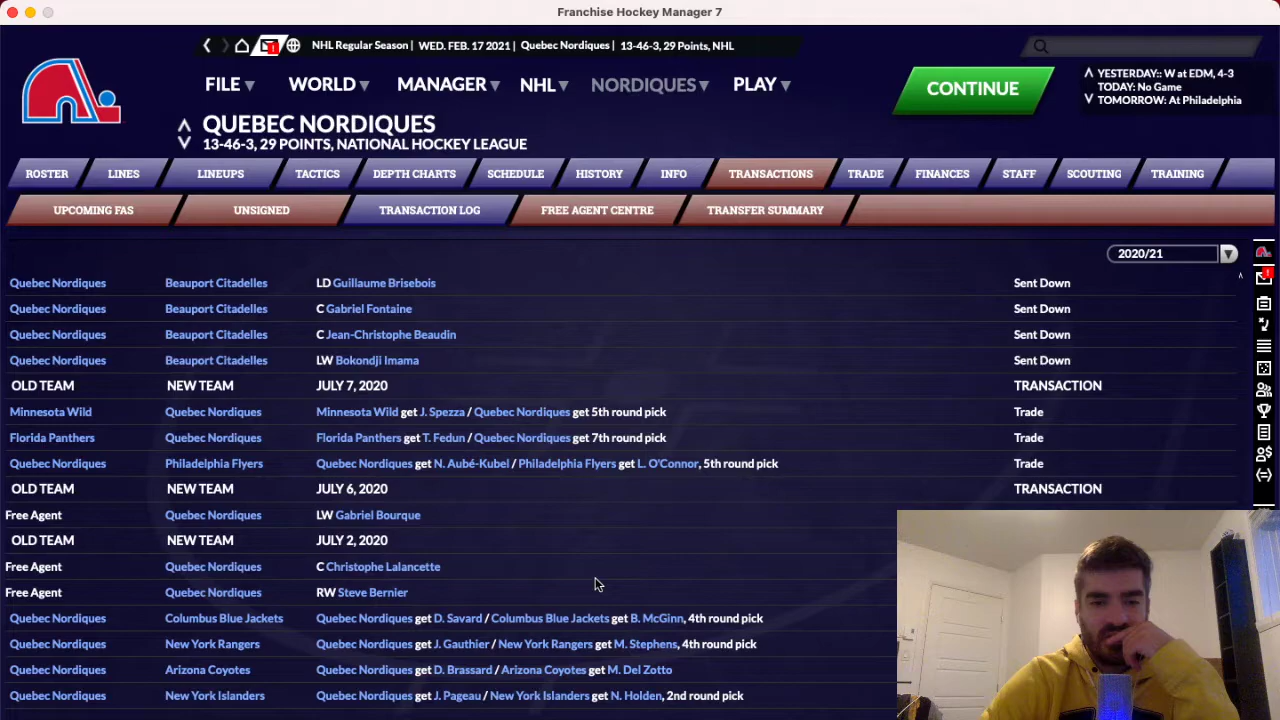 Franchise Hockey Manager 7
NHL Regular Season | WED. FEB. 17 2021 | Quebec Nordiques | 13-46-3, 29 Points, NHL
FILE WORLD MANAGER NHL NORDIQUES PLAY
CONTINUE
YESTERDAY:: W at EDM, 4-3
TODAY: No Game
TOMORROW: At Philadelphia
QUEBEC NORDIQUES
13-46-3, 29 POINTS, NATIONAL HOCKEY LEAGUE
ROSTER LINES LINEUPS TACTICS DEPTH CHARTS SCHEDULE HISTORY INFO TRANSACTIONS TRADE FINANCES STAFF SCOUTING TRAINING
UPCOMING FAS UNSIGNED TRANSACTION LOG FREE AGENT CENTRE TRANSFER SUMMARY
2020/21
Quebec Nordiques Beauport Citadelles LD Guillaume Brisebois Sent Down
Quebec Nordiques Beauport Citadelles C Gabriel Fontaine Sent Down
Quebec Nordiques Beauport Citadelles C Jean-Christophe Beaudin Sent Down
Quebec Nordiques Beauport Citadelles LW Bokondji Imama Sent Down
OLD TEAM NEW TEAM JULY 7, 2020 TRANSACTION
Minnesota Wild Quebec Nordiques Minnesota Wild get J. Spezza / Quebec Nordiques get 5th round pick Trade
Florida Panthers Quebec Nordiques Florida Panthers get T. Fedun / Quebec Nordiques get 7th round pick Trade
Quebec Nordiques Philadelphia Flyers Quebec Nordiques get N. Aubé-Kubel / Philadelphia Flyers get L. O'Connor, 5th round pick Trade
OLD TEAM NEW TEAM JULY 6, 2020 TRANSACTION
Free Agent Quebec Nordiques LW Gabriel Bourque
OLD TEAM NEW TEAM JULY 2, 2020
Free Agent Quebec Nordiques C Christophe Lalancette
Free Agent Quebec Nordiques RW Steve Bernier
Quebec Nordiques Columbus Blue Jackets Quebec Nordiques get D. Savard / Columbus Blue Jackets get B. McGinn, 4th round pick
Quebec Nordiques New York Rangers Quebec Nordiques get J. Gauthier / New York Rangers get M. Stephens, 4th round pick
Quebec Nordiques Arizona Coyotes Quebec Nordiques get D. Brassard / Arizona Coyotes get M. Del Zotto
Quebec Nordiques New York Islanders Quebec Nordiques get J. Pageau / New York Islanders get N. Holden, 2nd round pick